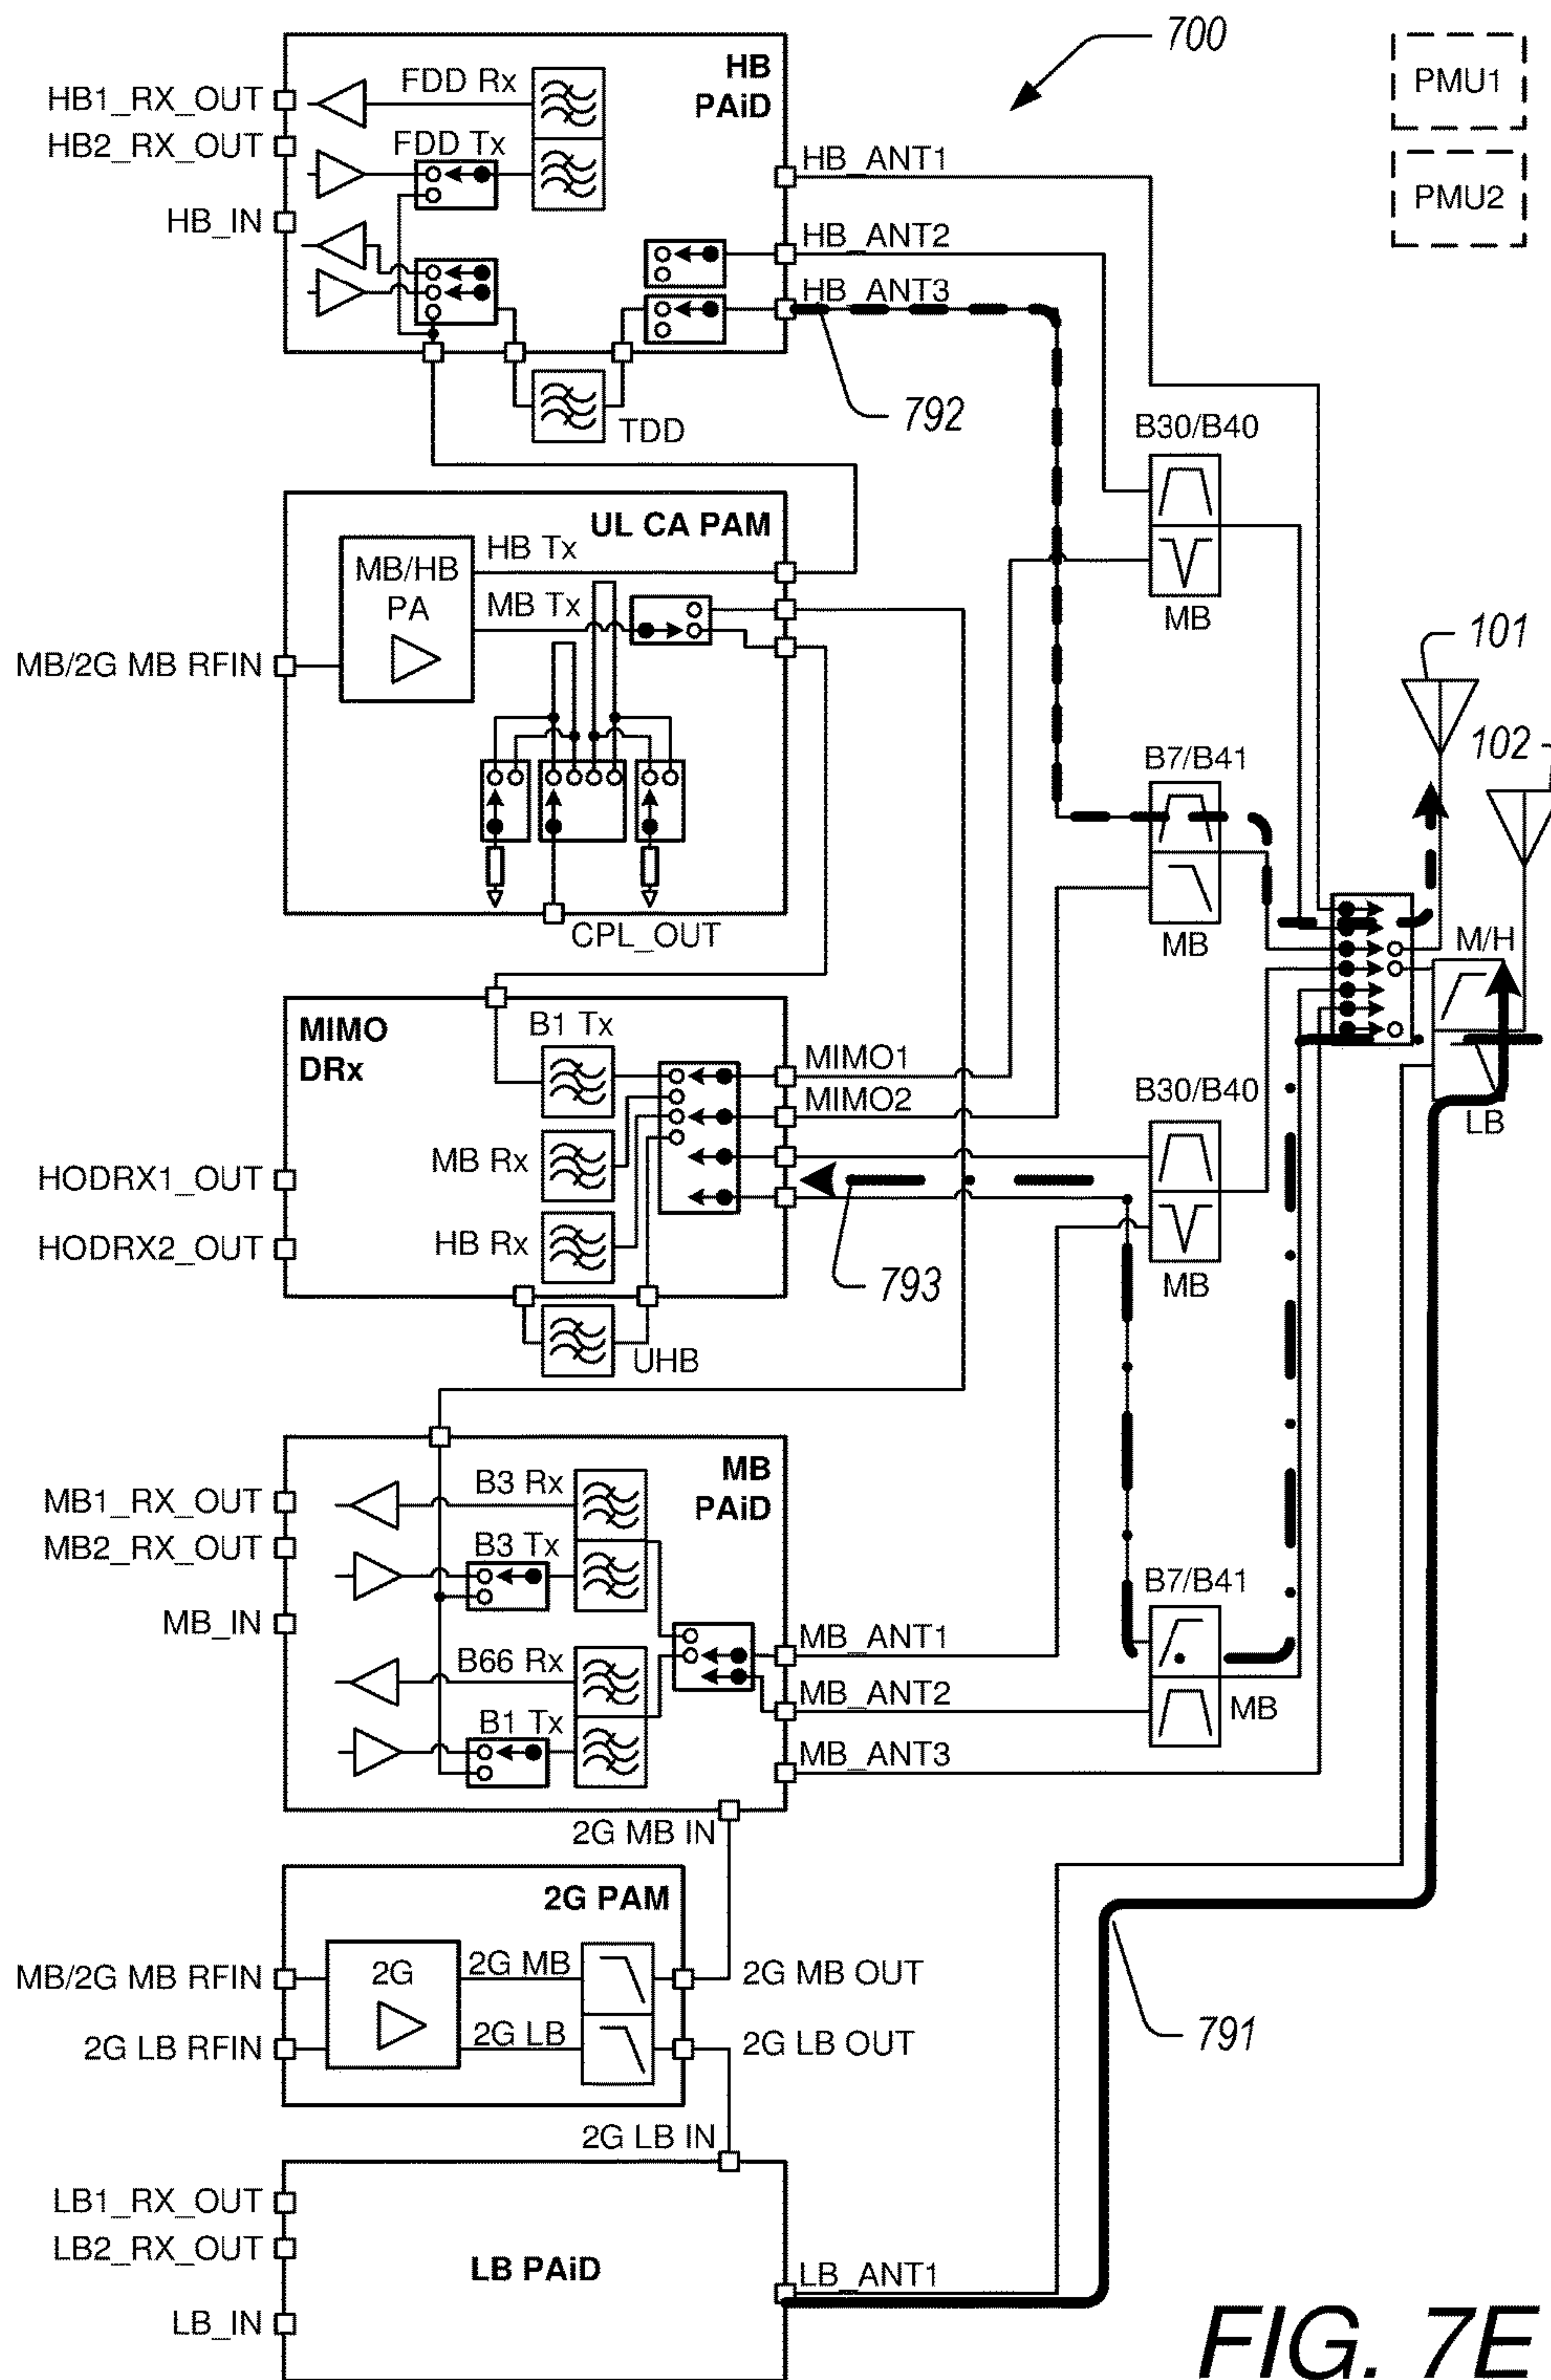 700
PMU1
PMU2
HB
PAiD
FDD Rx
HB1_RX_OUT
HB2_RX_OUT
FDD Tx
HB_IN
HB_ANT1
HB_ANT2
HB_ANT3
792
TDD
B30/B40
MB
UL CA PAM
MB/HB
PA
HB Tx
MB Tx
MB/2G MB RFIN
CPL_OUT
101
102
B7/B41
MB
M/H
LB
MIMO
DRx
B1 Tx
MIMO1
MIMO2
MB Rx
HODRX1_OUT
HB Rx
HODRX2_OUT
UHB
793
B30/B40
MB
MB
PAiD
B3 Rx
MB1_RX_OUT
MB2_RX_OUT
B3 Tx
MB_IN
B66 Rx
B1 Tx
MB_ANT1
MB_ANT2
MB_ANT3
B7/B41
MB
2G MB IN
2G PAM
2G
2G MB
2G LB
MB/2G MB RFIN
2G LB RFIN
2G MB OUT
2G LB OUT
791
2G LB IN
LB1_RX_OUT
LB2_RX_OUT
LB PAiD
LB_IN
LB_ANT1
FIG. 7E